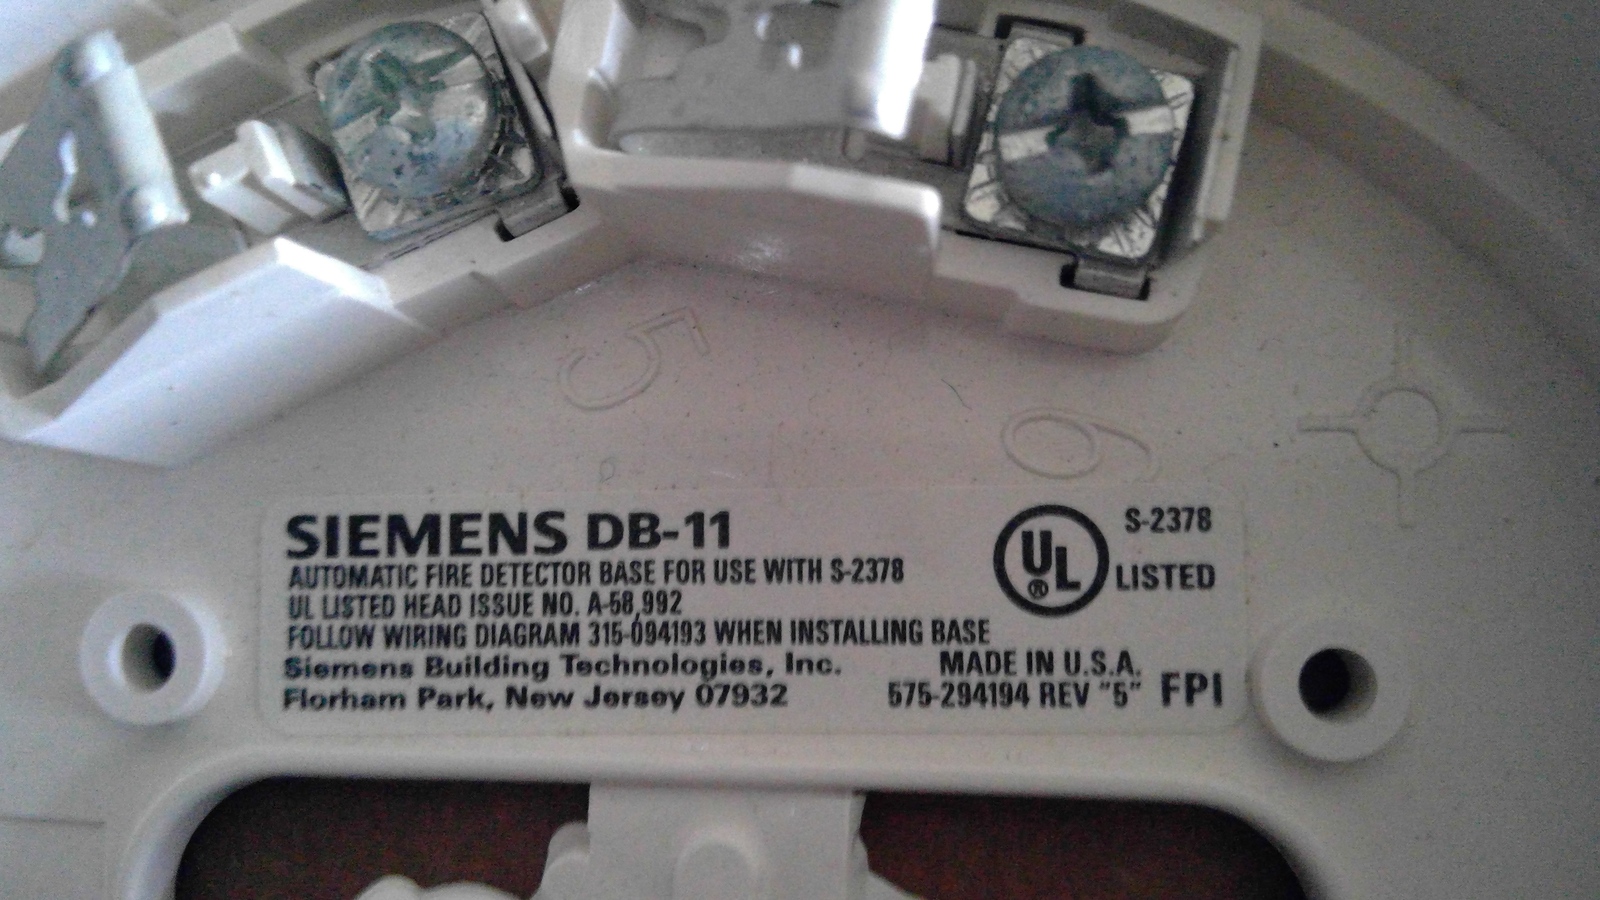 5
6
SIEMENS DB-11
AUTOMATIC FIRE DETECTOR BASE FOR USE WITH S-2378
UL LISTED HEAD ISSUE NO. A-58,992
FOLLOW WIRING DIAGRAM 315-094193 WHEN INSTALLING BASE
Siemens Building Technologies, Inc.
Florham Park, New Jersey 07932
UL ®
S-2378
LISTED
MADE IN U.S.A.
575-294194 REV "5" FPI